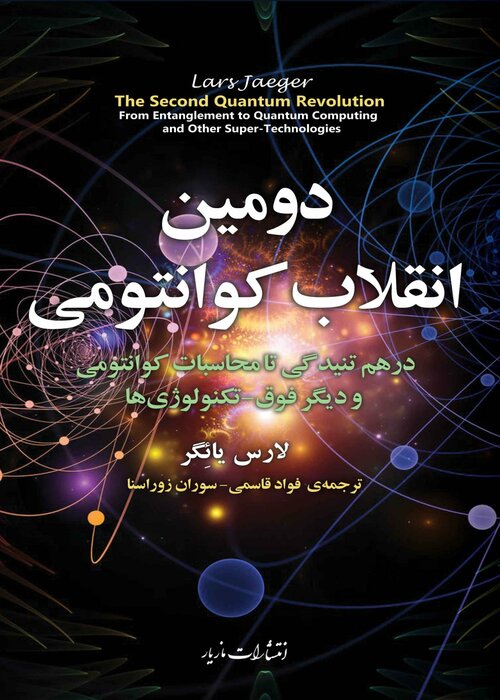 Lars Jaeger
The Second Quantum Revolution
From Entanglement to Quantum Computing
and Other Super-Technologies
دومین
انقلاب کوانتومی
درهم تنیدگی تا محاسبات کوانتومی
و دیگر فوق-تکنولوژی‌ها
لارس یائِگر
ترجمه‌ی فواد قاسمی-سوران زوراسنا
انتشارات مازیار